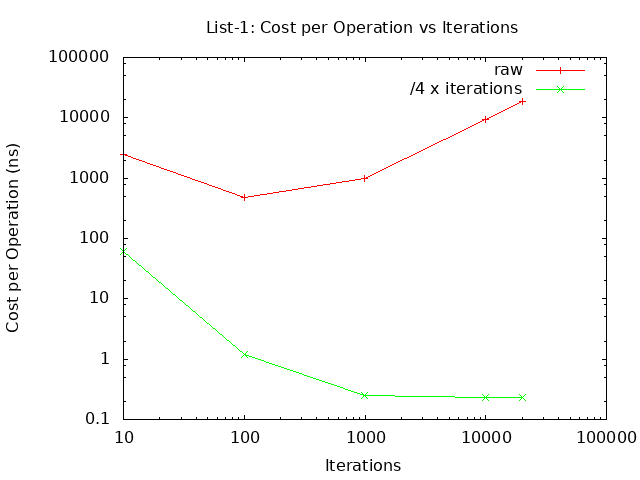 List-1: Cost per Operation vs Iterations
100000
10000
1000
100
10
1
0.1
Cost per Operation (ns)
raw
/4 x iterations
10
100
1000
10000
100000
Iterations